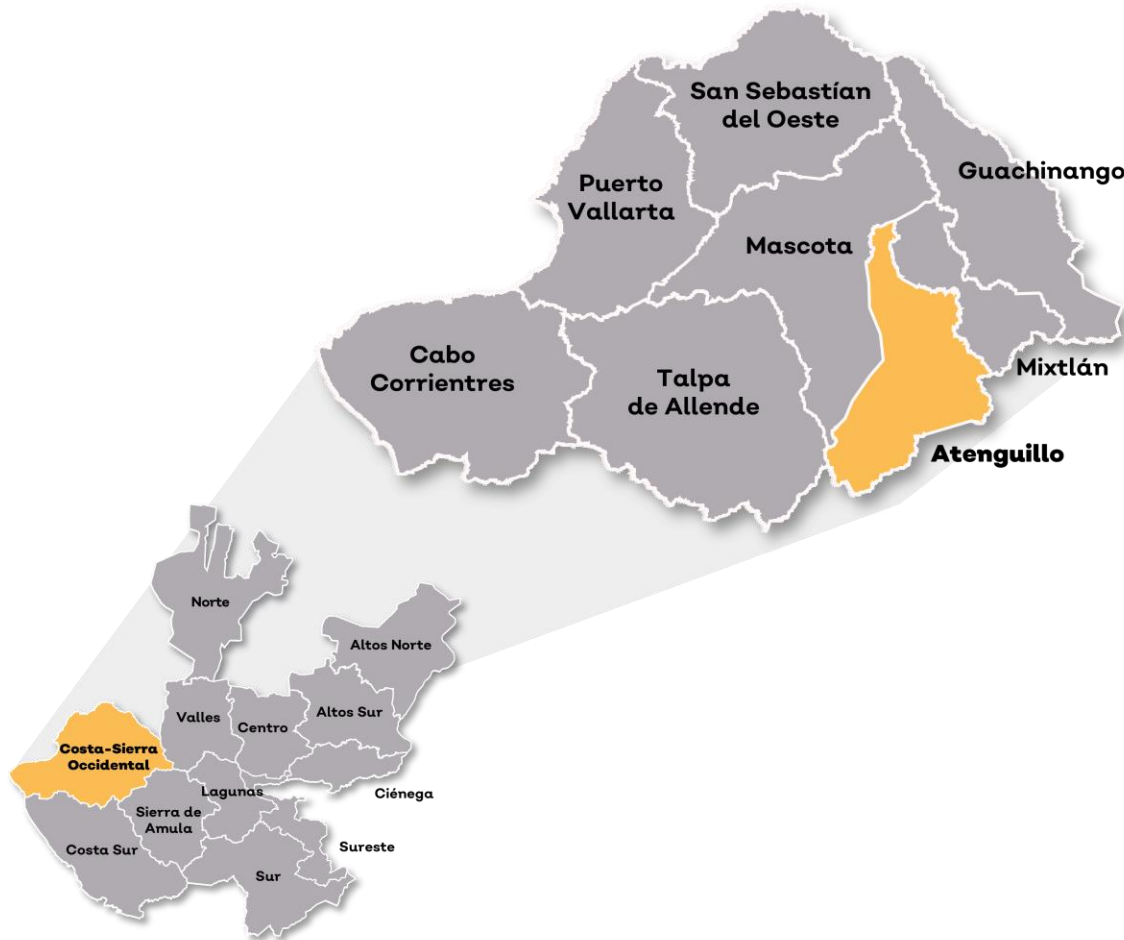 San Sebastían
del Oeste
Guachinango
Puerto
Vallarta
Mascota
Cabo
Corrientres
Talpa
de Allende
Mixtlán
Atenguillo
Norte
Altos Norte
Valles
Centro
Altos Sur
Costa-Sierra
Occidental
Lagunas
Ciénega
Sierra de
Amula
Costa Sur
Sureste
Sur